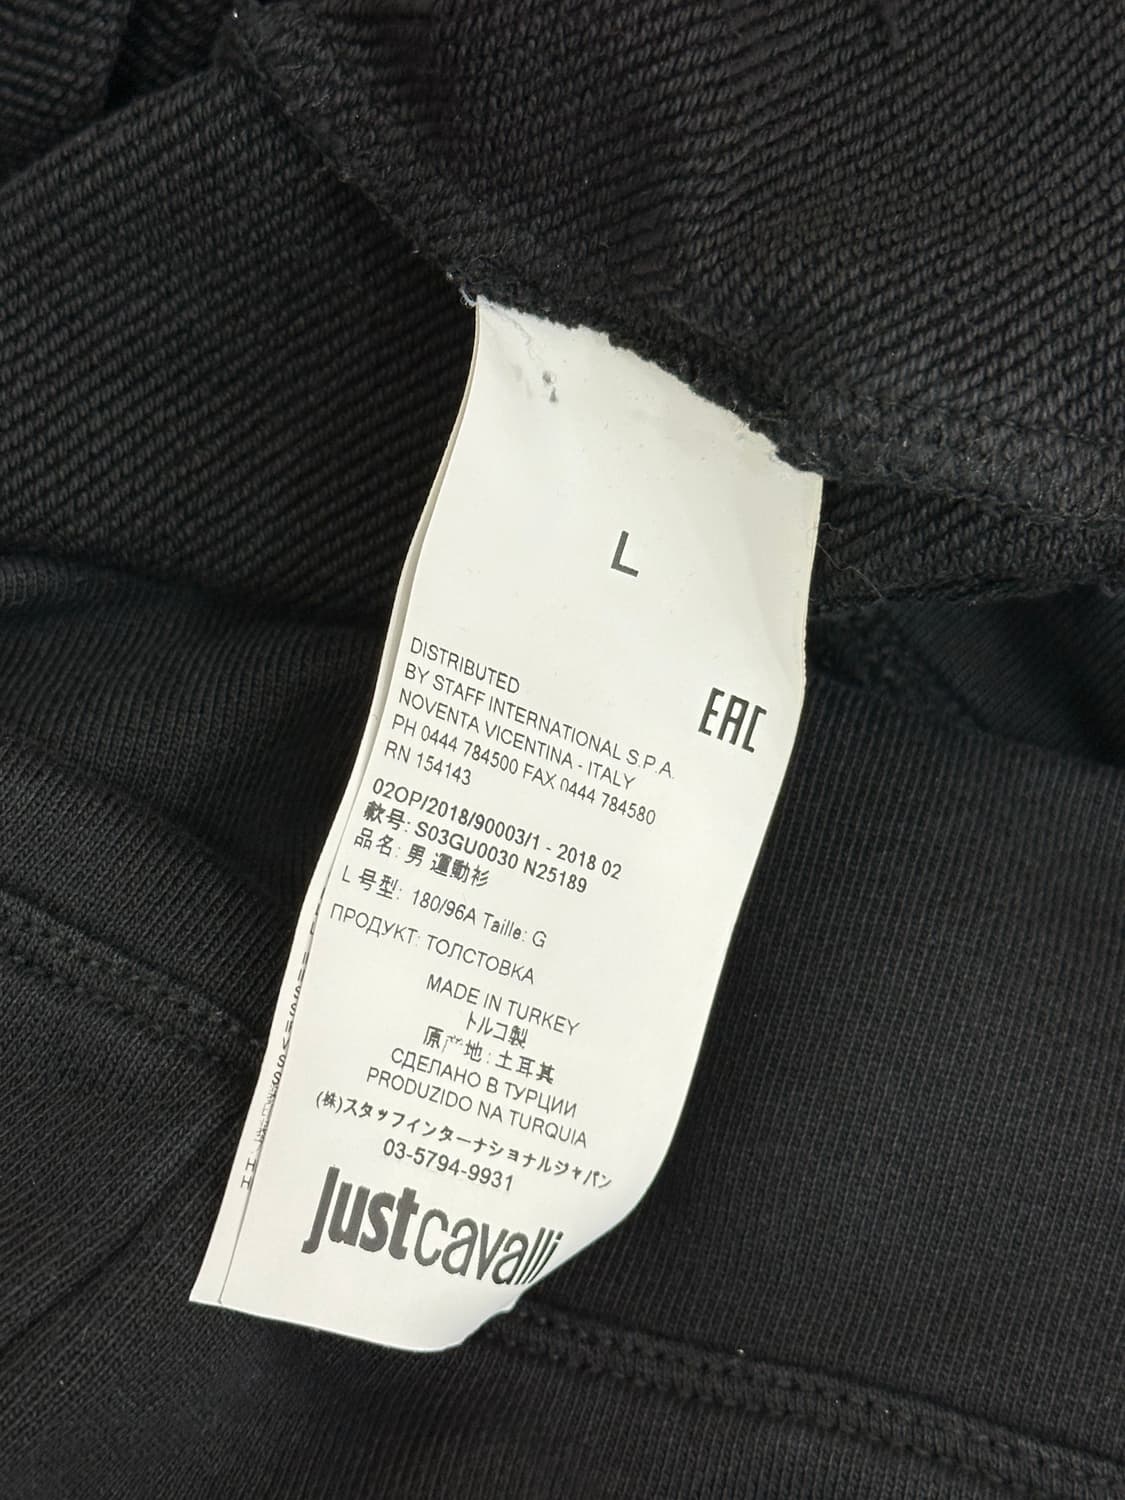 L
EAC
DISTRIBUTED
BY STAFF INTERNATIONAL S.P.A.
NOVENTA VICENTINA - ITALY
PH 0444 784500 FAX 0444 784580
RN 154143
02OP/2018/90003/1 - 2018 02
款号: S03GU0030 N25189
品名: 男 運動衫
L 号型: 180/96A Taille: G
ПРОДУКТ: ТОЛСТОВКА
MADE IN TURKEY
トルコ製
原产地: 土耳其
СДЕЛАНО В ТУРЦИИ
PRODUZIDO NA TURQUIA
(株)スタッフインターナショナルジャパン
03-5794-9931
justcavalli